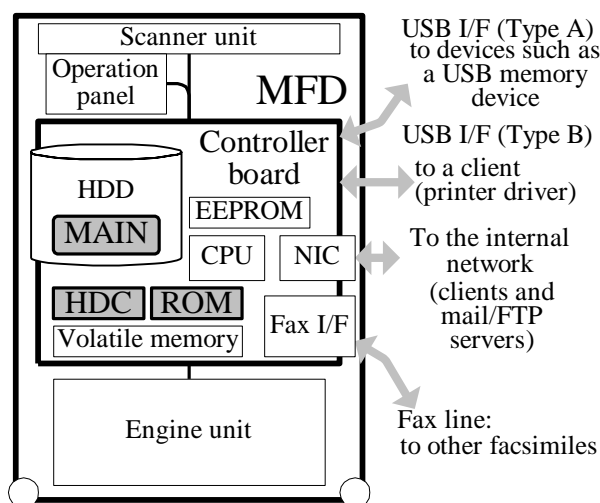 Scanner unit
Operation
panel
MFD
Controller
board
HDD
MAIN
EEPROM
CPU
NIC
HDC
ROM
Fax I/F
Volatile memory
Engine unit
USB I/F (Type A)
to devices such as
a USB memory
device
USB I/F (Type B)
to a client
(printer driver)
To the internal
network
(clients and
mail/FTP
servers)
Fax line:
to other facsimiles